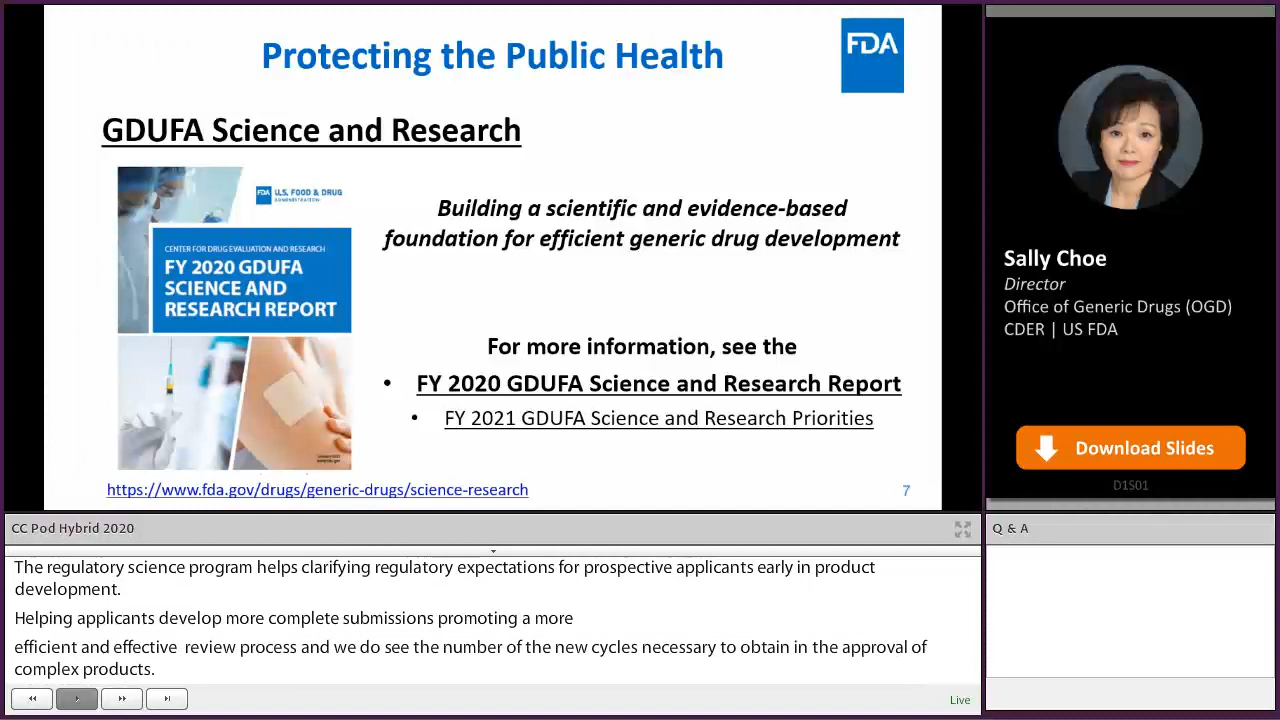 Protecting the Public Health
FDA
GDUFA Science and Research
FDA U.S. FOOD & DRUG
ADMINISTRATION
CENTER FOR DRUG EVALUATION AND RESEARCH
FY 2020 GDUFA
SCIENCE AND
RESEARCH REPORT
Building a scientific and evidence-based
foundation for efficient generic drug development
For more information, see the
• FY 2020 GDUFA Science and Research Report
• FY 2021 GDUFA Science and Research Priorities
https://www.fda.gov/drugs/generic-drugs/science-research
7
Sally Choe
Director
Office of Generic Drugs (OGD)
CDER | US FDA
Download Slides
D1S01
CC Pod Hybrid 2020
The regulatory science program helps clarifying regulatory expectations for prospective applicants early in product
development.
Helping applicants develop more complete submissions promoting a more
efficient and effective  review process and we do see the number of the new cycles necessary to obtain in the approval of
complex products.
Live
Q & A